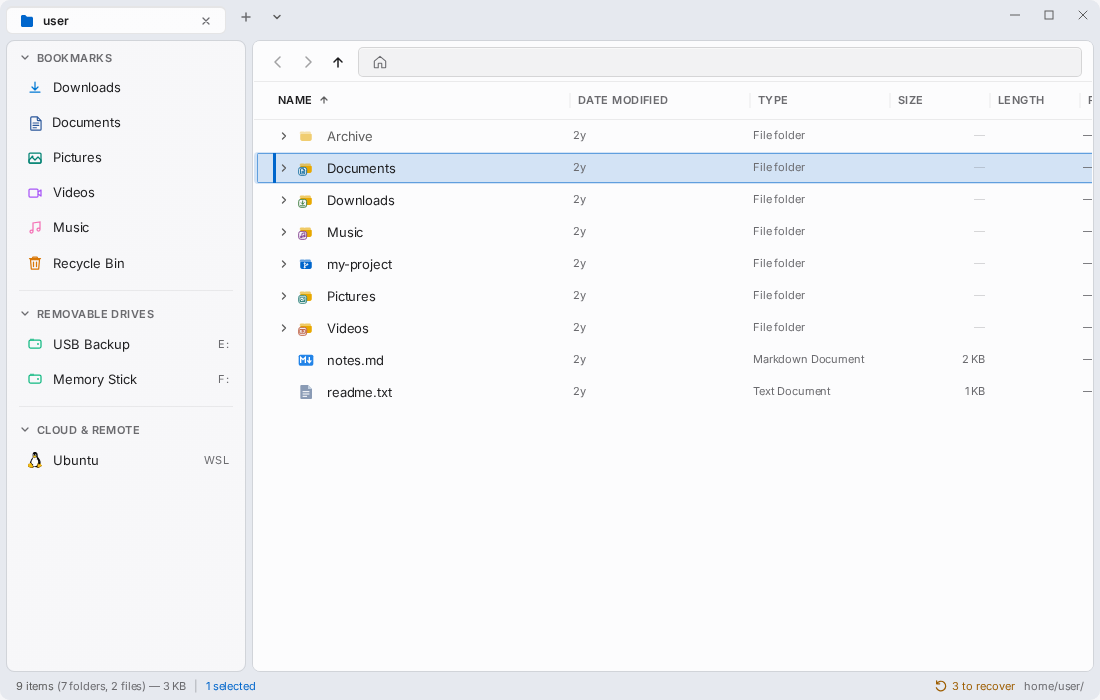 user
BOOKMARKS
Downloads
Documents
Pictures
Videos
Music
Recycle Bin
REMOVABLE DRIVES
USB Backup E:
Memory Stick F:
CLOUD & REMOTE
Ubuntu WSL
NAME DATE MODIFIED TYPE SIZE LENGTH
Archive 2y File folder —
Documents 2y File folder —
Downloads 2y File folder —
Music 2y File folder —
my-project 2y File folder —
Pictures 2y File folder —
Videos 2y File folder —
notes.md 2y Markdown Document 2 KB —
readme.txt 2y Text Document 1 KB —
9 items (7 folders, 2 files) — 3 KB 1 selected 3 to recover home/user/